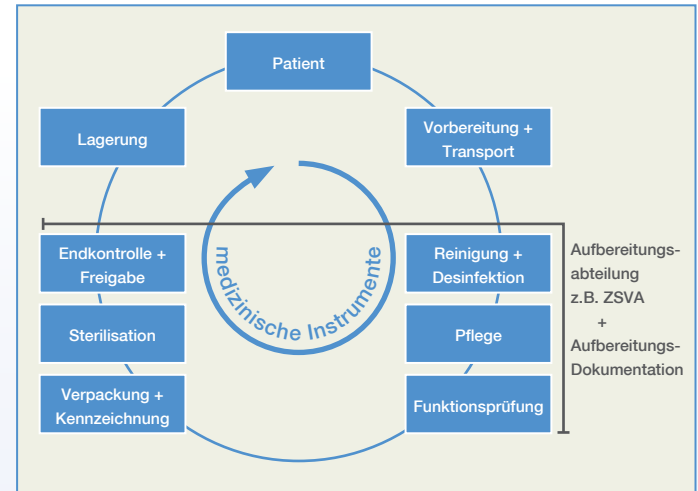 Patient
Vorbereitung +
Transport
Reinigung +
Desinfektion
Pflege
Funktionsprüfung
Verpackung +
Kennzeichnung
Sterilisation
Endkontrolle +
Freigabe
Lagerung
medizinische Instrumente
Aufbereitungs-
abteilung
z.B. ZSVA
+
Aufbereitungs-
Dokumentation